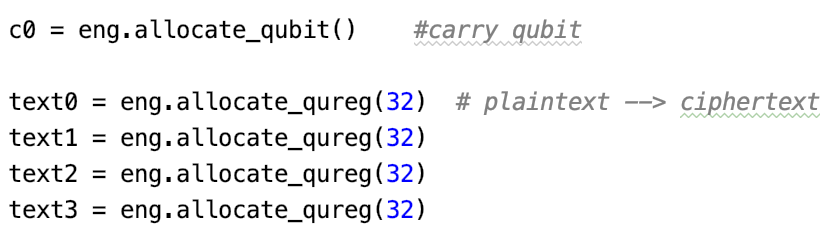 c0 = eng.allocate_qubit()    #carry qubit
text0 = eng.allocate_qureg(32)  # plaintext --> ciphertext
text1 = eng.allocate_qureg(32)
text2 = eng.allocate_qureg(32)
text3 = eng.allocate_qureg(32)